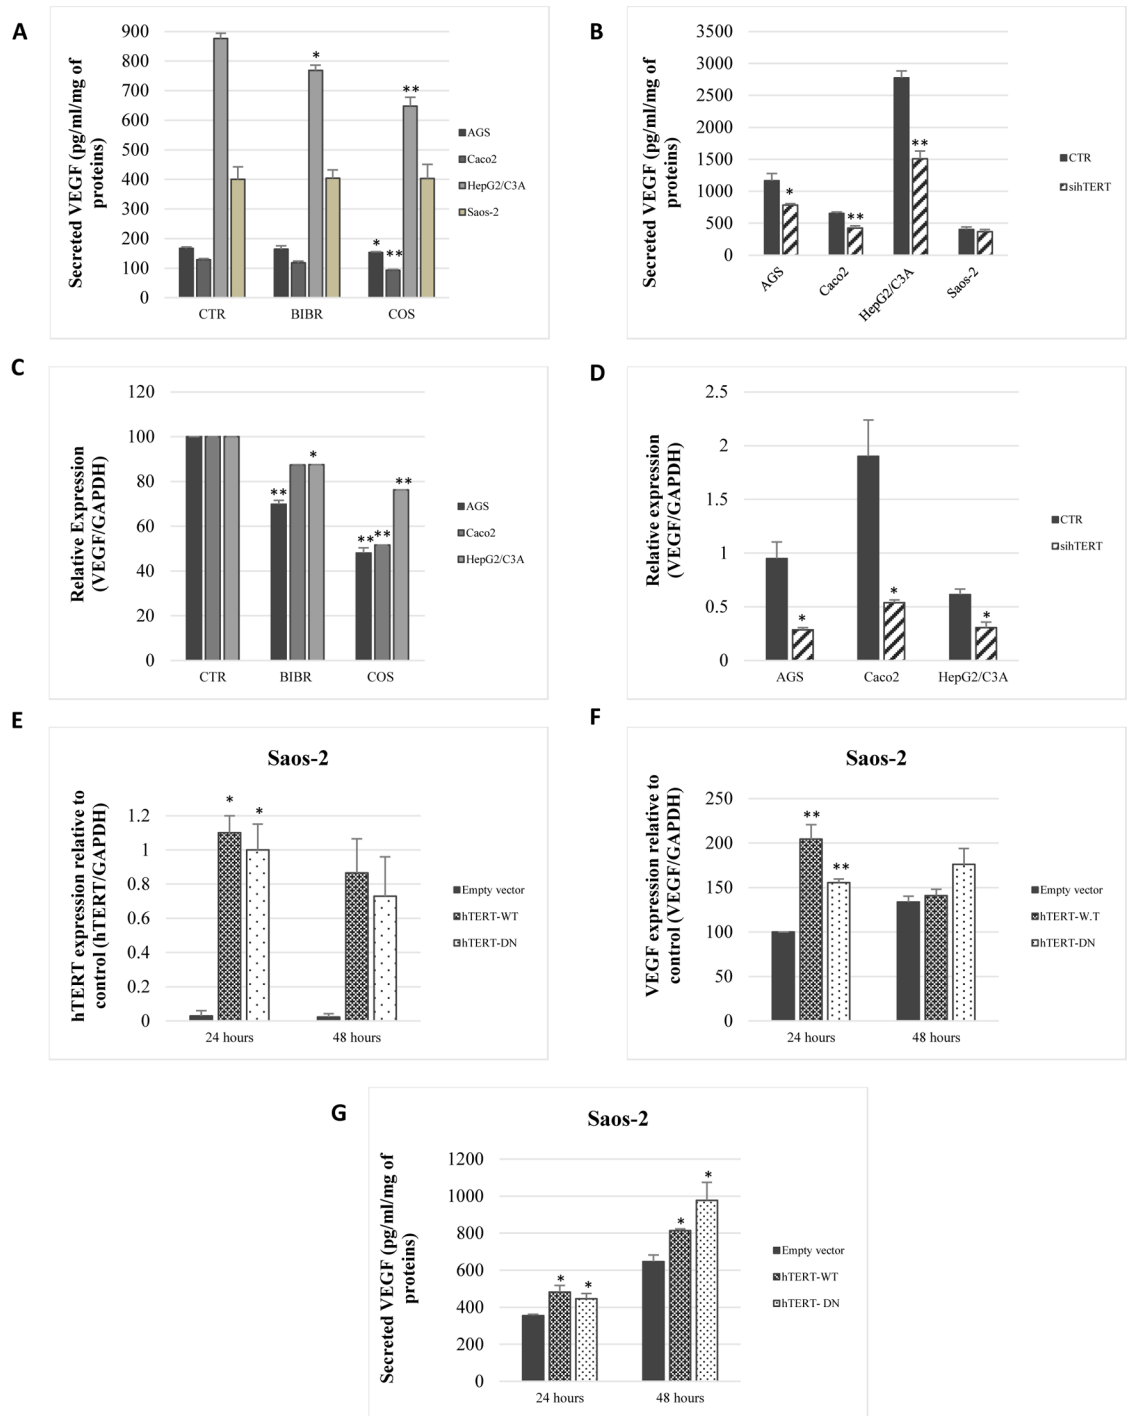 A
Secreted VEGF (pg/ml/mg of
proteins)
900
800
700
600
500
400
300
200
100
0
*
**
*
**
CTR
BIBR
COS
AGS
Caco2
HepG2/C3A
Saos-2
B
Secreted VEGF (pg/ml/mg of
proteins)
3500
3000
2500
2000
1500
1000
500
0
*
**
**
AGS
Caco2
HepG2/C3A
Saos-2
CTR
sihTERT
C
Relative Expression
(VEGF/GAPDH)
120
100
80
60
40
20
0
**
*
**
**
**
CTR
BIBR
COS
AGS
Caco2
HepG2/C3A
D
Relative expression
(VEGF/GAPDH)
2.5
2
1.5
1
0.5
0
*
*
*
AGS
Caco2
HepG2/C3A
CTR
sihTERT
E
Saos-2
hTERT expression relative to
control (hTERT/GAPDH)
1.2
1
0.8
0.6
0.4
0.2
0
*
*
24 hours
48 hours
Empty vector
hTERT-WT
hTERT-DN
F
Saos-2
VEGF expression relative to
control (VEGF/GAPDH)
250
200
150
100
50
0
**
**
24 hours
48 hours
Empty vector
hTERT-W.T
hTERT-DN
G
Saos-2
Secreted VEGF (pg/ml/mg of
proteins)
1200
1000
800
600
400
200
0
*
*
*
*
24 hours
48 hours
Empty vector
hTERT-WT
hTERT- DN